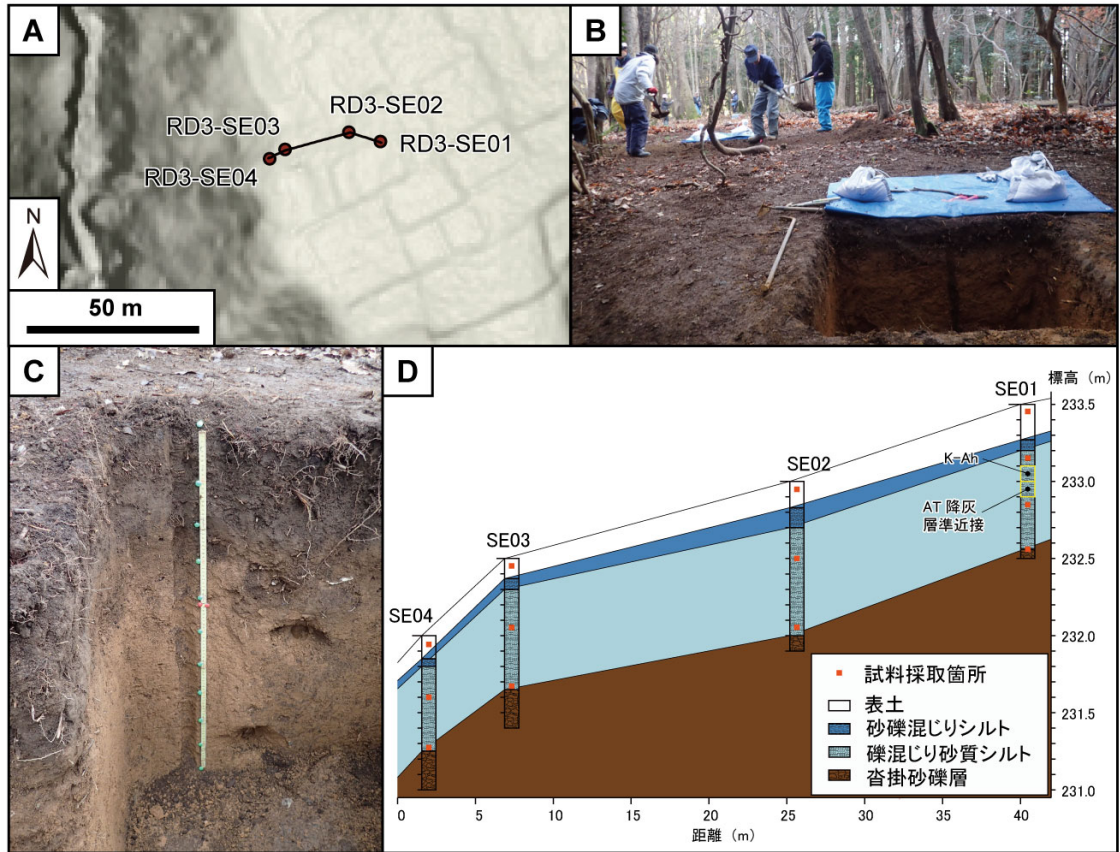 A
RD3-SE02
RD3-SE03
RD3-SE01
RD3-SE04
N
50 m
B
C
D
SE01
標高 (m)
233.5
K-Ah
233.0
SE02
AT 降灰
層準近接
SE03
232.5
SE04
232.0
試料採取箇所
表土
砂礫混じりシルト
231.5
礫混じり砂質シルト
沓掛砂礫層
231.0
0 5 10 15 20 25 30 35 40
距離 (m)